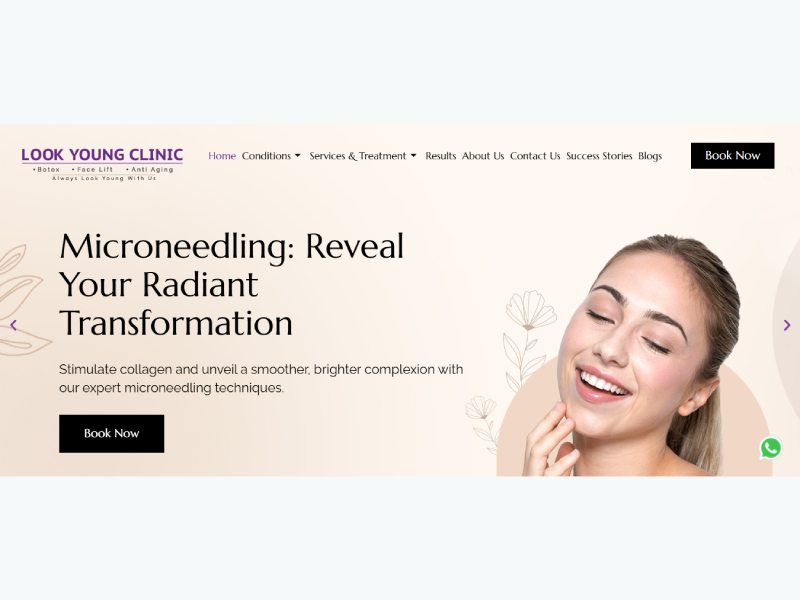 LOOK YOUNG CLINIC
•Botox •Face Lift •Anti Aging
Always Look Young With Us
Home Conditions Services & Treatment Results About Us Contact Us Success Stories Blogs
Book Now
Microneedling: Reveal
Your Radiant
Transformation
Stimulate collagen and unveil a smoother, brighter complexion with
our expert microneedling techniques.
Book Now